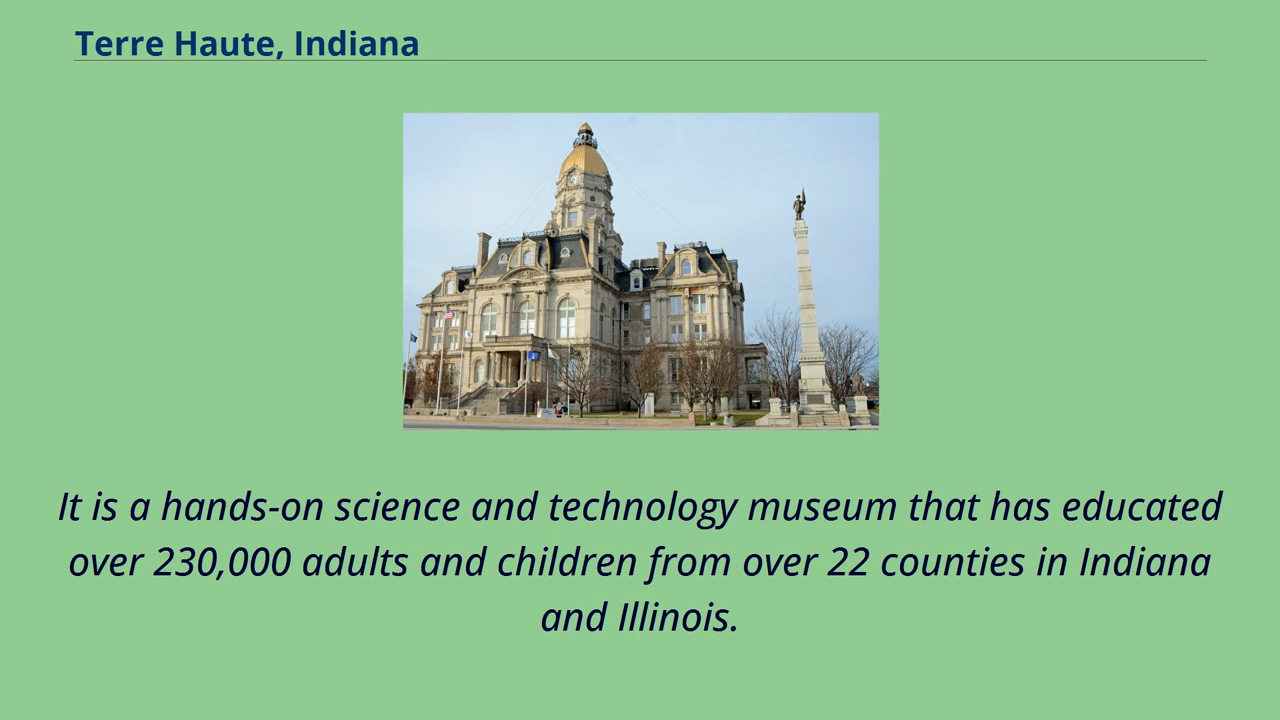 Terre Haute, Indiana
It is a hands-on science and technology museum that has educated
over 230,000 adults and children from over 22 counties in Indiana
and Illinois.